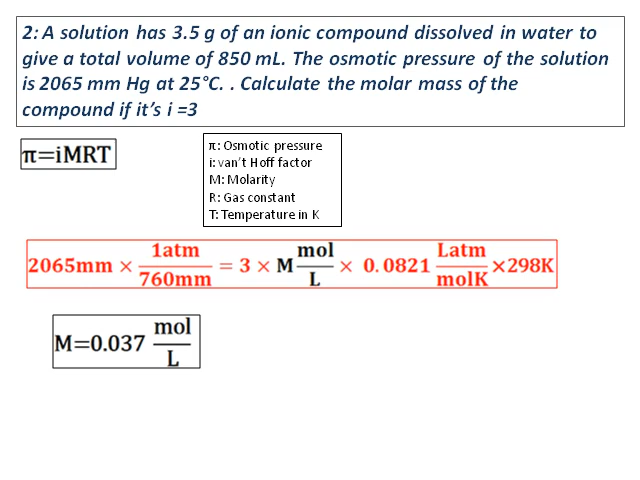 2: A solution has 3.5 g of an ionic compound dissolved in water to
give a total volume of 850 mL. The osmotic pressure of the solution
is 2065 mm Hg at 25°C. . Calculate the molar mass of the
compound if it's i =3
π=iMRT
π: Osmotic pressure
i: van't Hoff factor
M: Molarity
R: Gas constant
T: Temperature in K
2065mm × 1atm/760mm = 3 × M mol/L × 0.0821 Latm/molK ×298K
M=0.037 mol/L